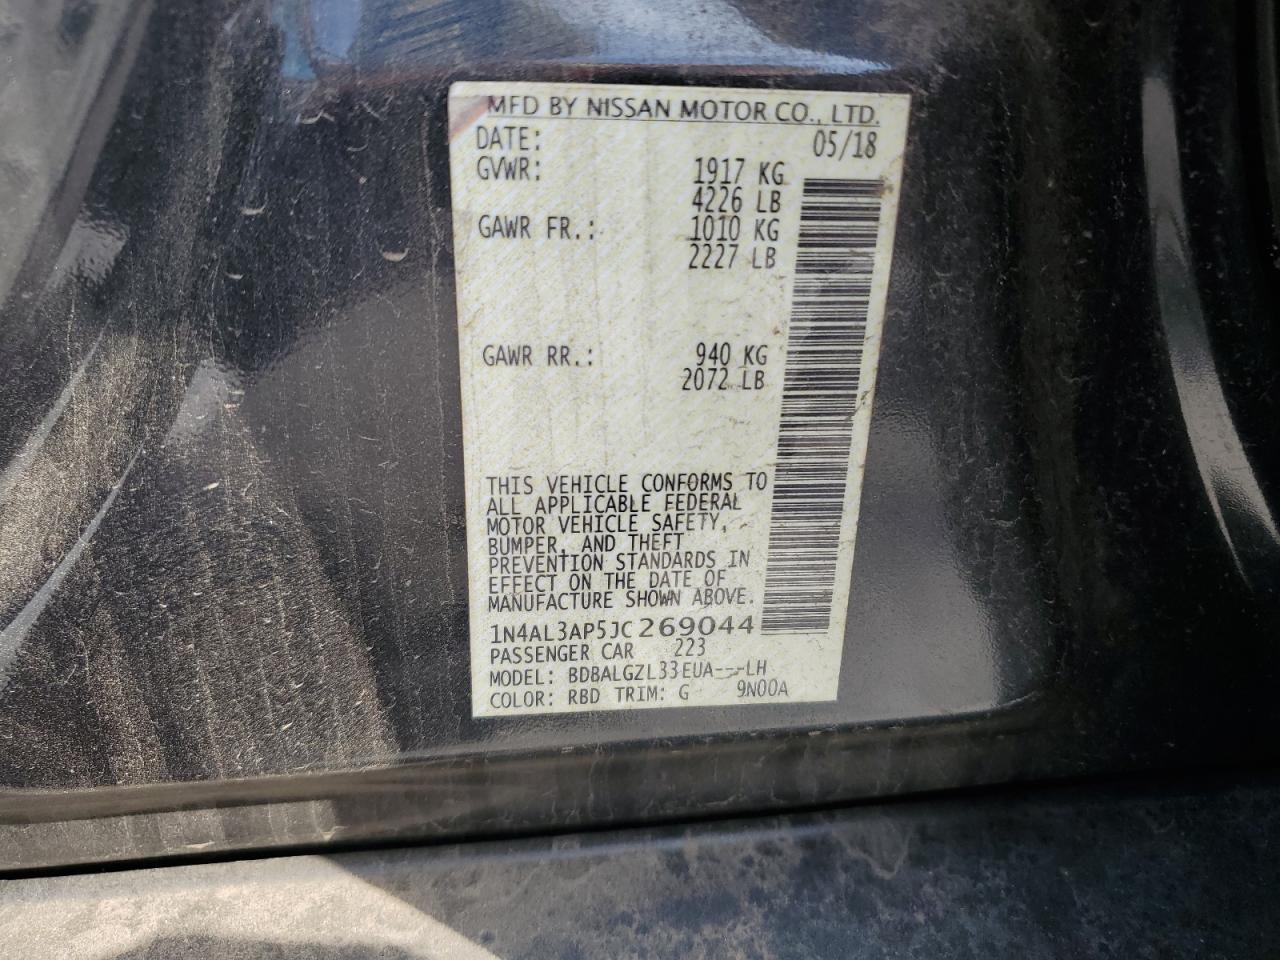 MFD BY NISSAN MOTOR CO., LTD.
DATE: 05/18
GVWR: 1917 KG
4226 LB
GAWR FR.: 1010 KG
2227 LB
GAWR RR.: 940 KG
2072 LB
THIS VEHICLE CONFORMS TO
ALL APPLICABLE FEDERAL
MOTOR VEHICLE SAFETY,
BUMPER, AND THEFT
PREVENTION STANDARDS IN
EFFECT ON THE DATE OF
MANUFACTURE SHOWN ABOVE.
1N4AL3AP5JC269044
PASSENGER CAR 223
MODEL: BDBALGZL33EUA---LH
COLOR: RBD TRIM: G 9N00A